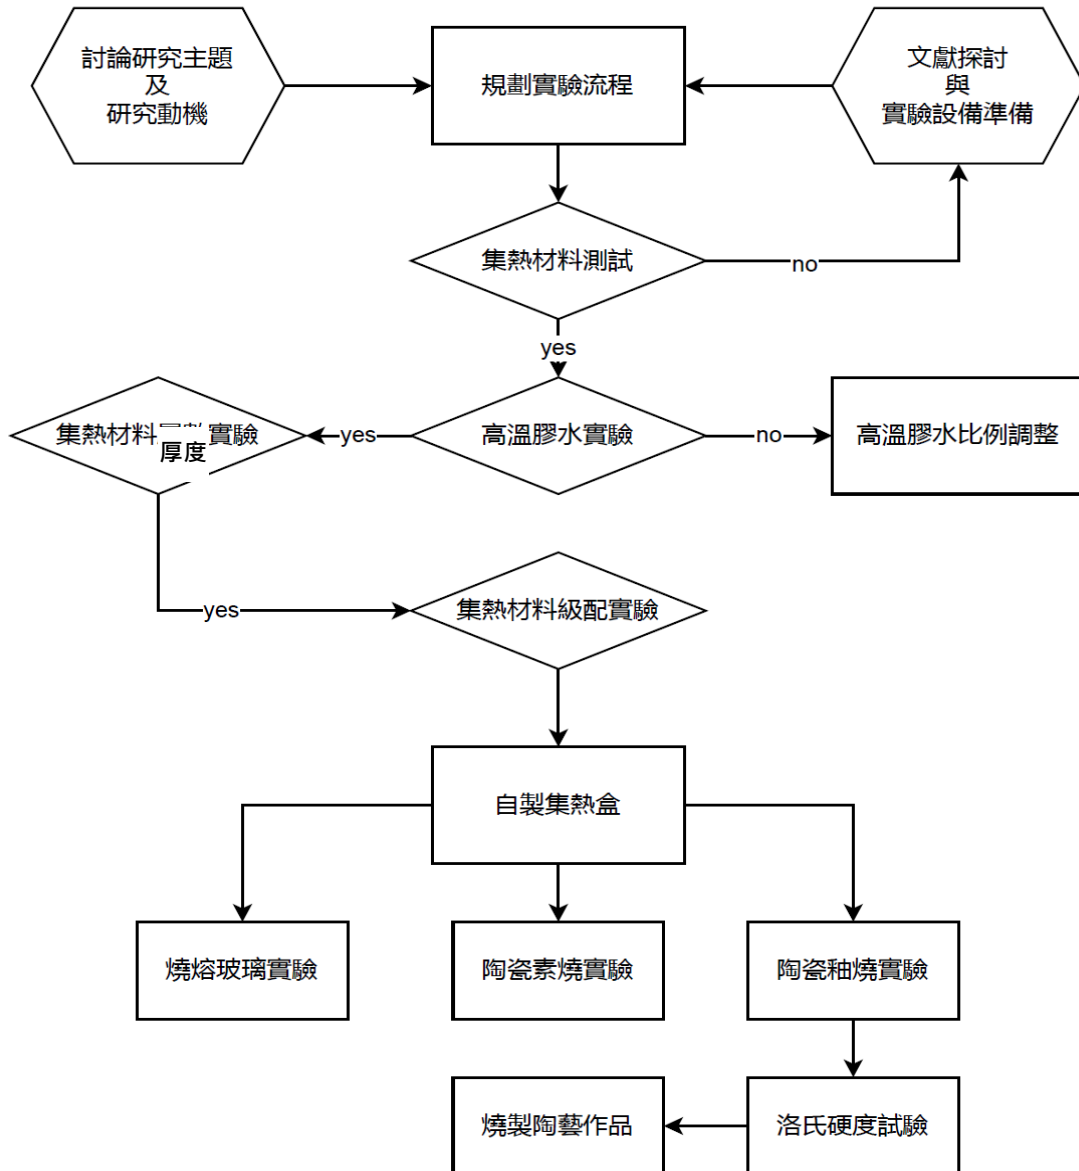 討論研究主題
及
研究動機
規劃實驗流程
文獻探討
與
實驗設備準備
集熱材料測試
no
yes
集熱材料 實驗
厚度
yes
高溫膠水實驗
no
高溫膠水比例調整
yes
集熱材料級配實驗
自製集熱盒
燒熔玻璃實驗
陶瓷素燒實驗
陶瓷釉燒實驗
燒製陶藝作品
洛氏硬度試驗